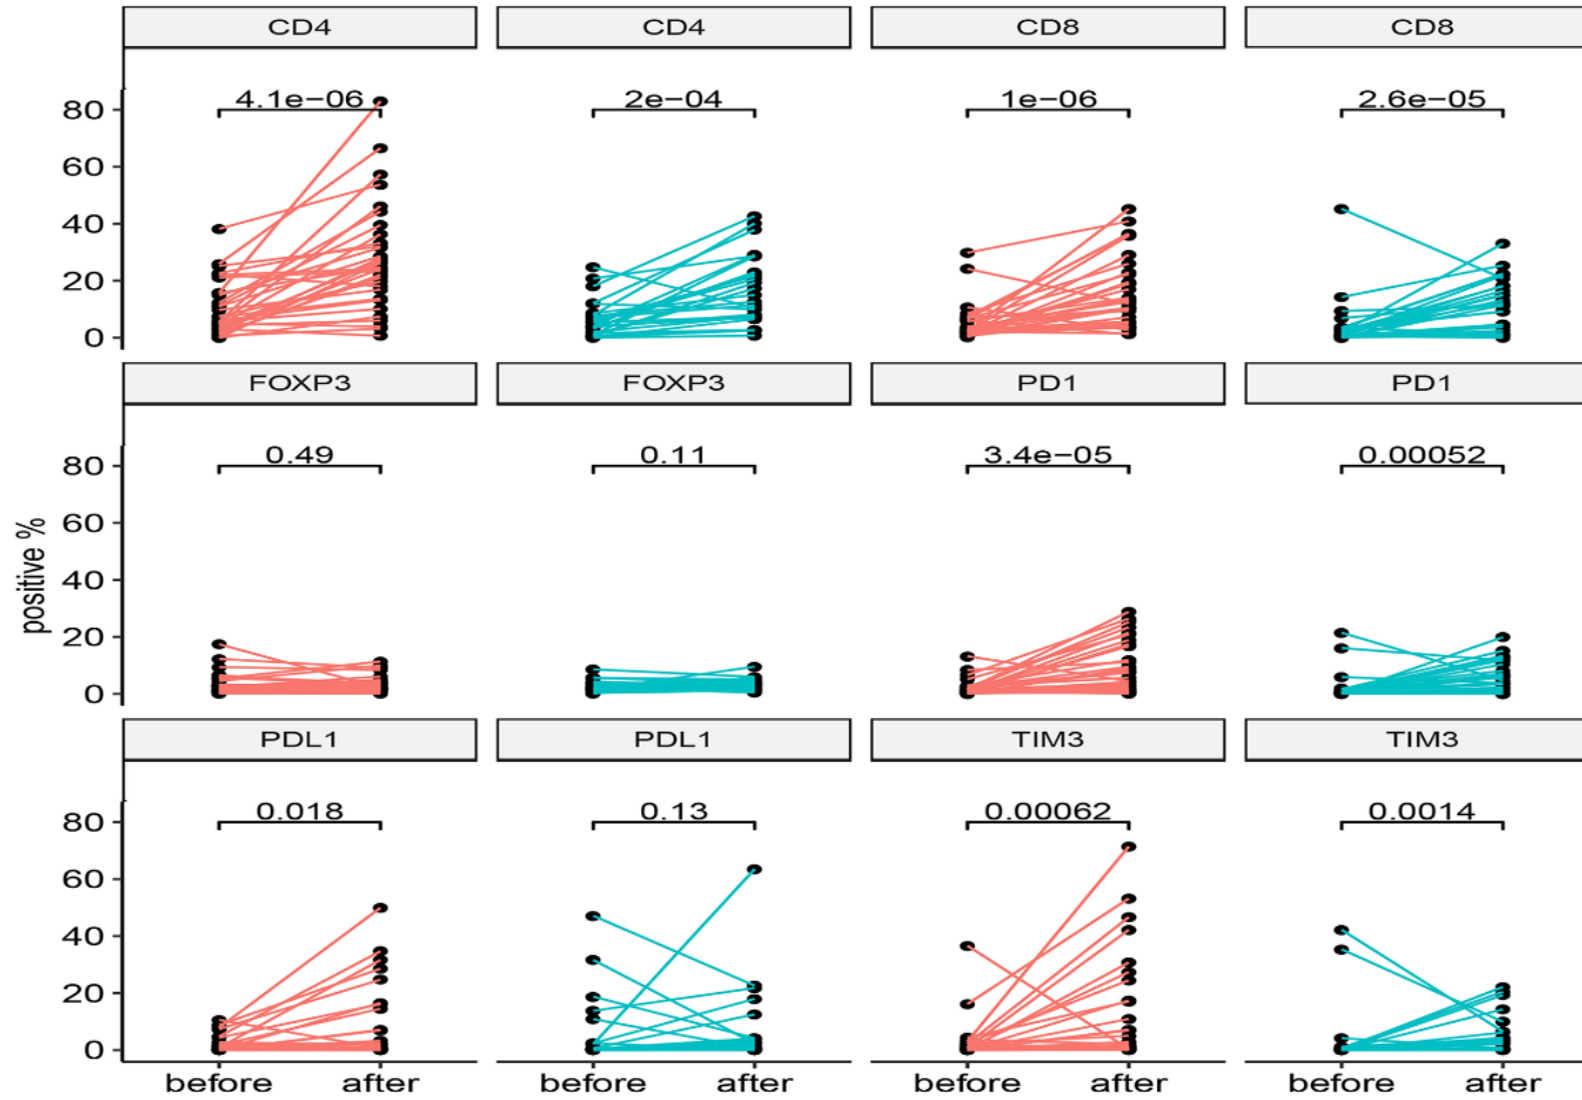 CD4 CD4 CD8 CD8
4.1e−06 2e−04 1e−06 2.6e−05
80
60
40
20
0
FOXP3 FOXP3 PD1 PD1
0.49 0.11 3.4e−05 0.00052
80
60
40
20
0
positive %
PDL1 PDL1 TIM3 TIM3
0.018 0.13 0.00062 0.0014
80
60
40
20
0
before after before after before after before after